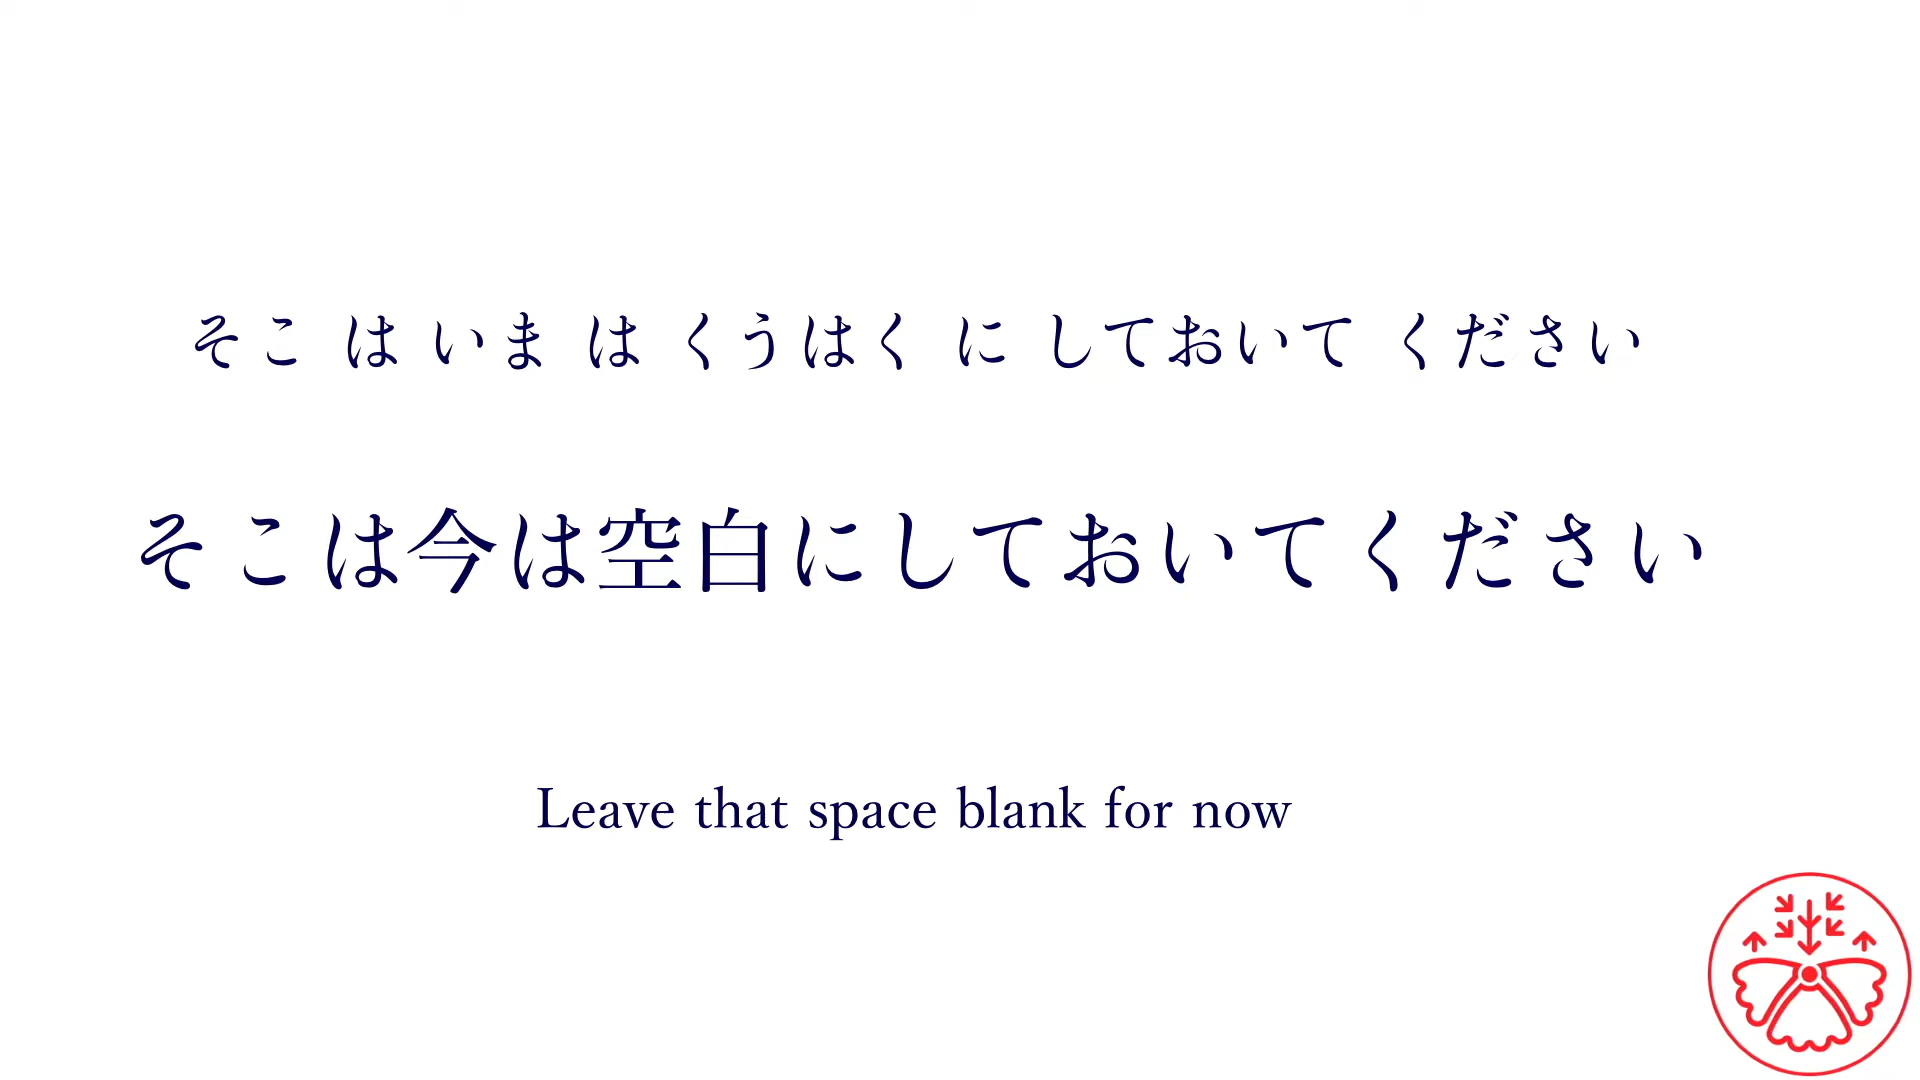 そこ は いま は くうはく に しておいて ください
そこは今は空白にしておいてください
Leave that space blank for now